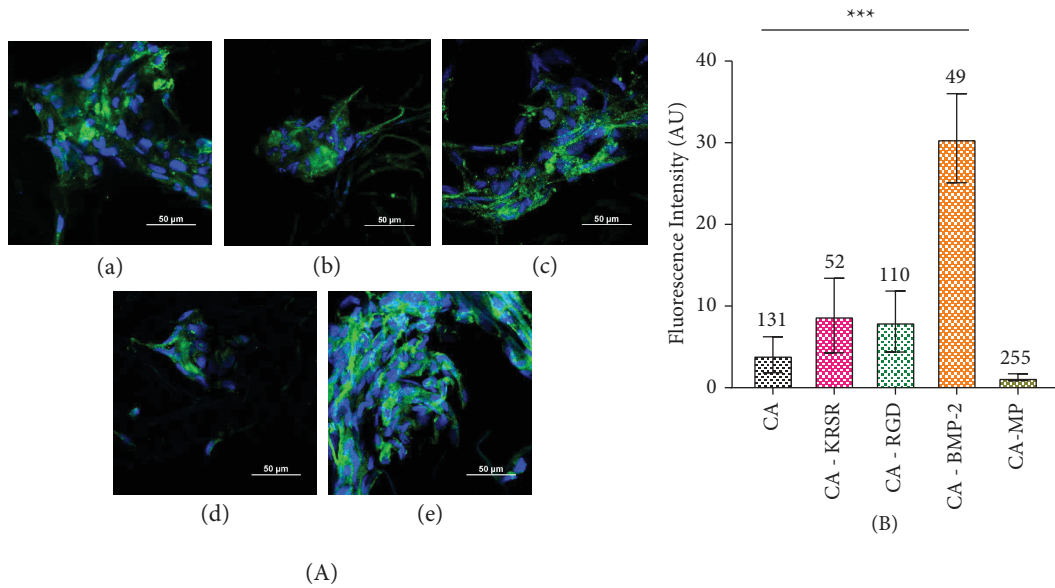 50 µm
(a)
50 µm
(b)
50 µm
(c)
50 µm
(d)
50 µm
(e)
(A)
***
Fluorescence Intensity (AU)
40
30
20
10
0
131
52
110
49
255
CA
CA - KRSR
CA - RGD
CA - BMP-2
CA-MP
(B)